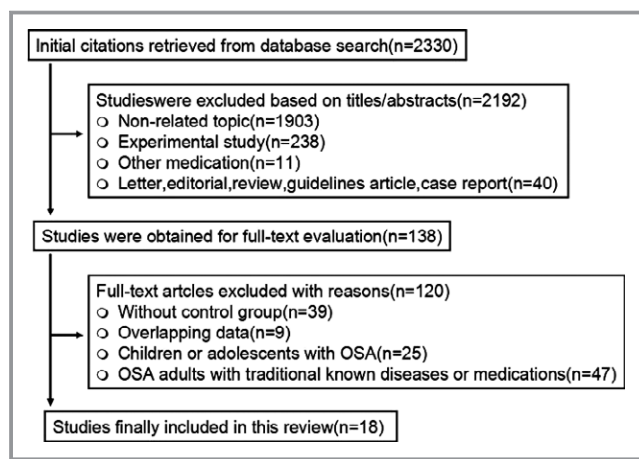 Initial citations retrieved from database search(n=2330)
Studieswere excluded based on titles/abstracts(n=2192)
Non-related topic(n=1903)
Experimental study(n=238)
Other medication(n=11)
Letter,editorial,review,guidelines article,case report(n=40)
Studies were obtained for full-text evaluation(n=138)
Full-text artcles excluded with reasons(n=120)
Without control group(n=39)
Overlapping data(n=9)
Children or adolescents with OSA(n=25)
OSA adults with traditional known diseases or medications(n=47)
Studies finally included in this review(n=18)